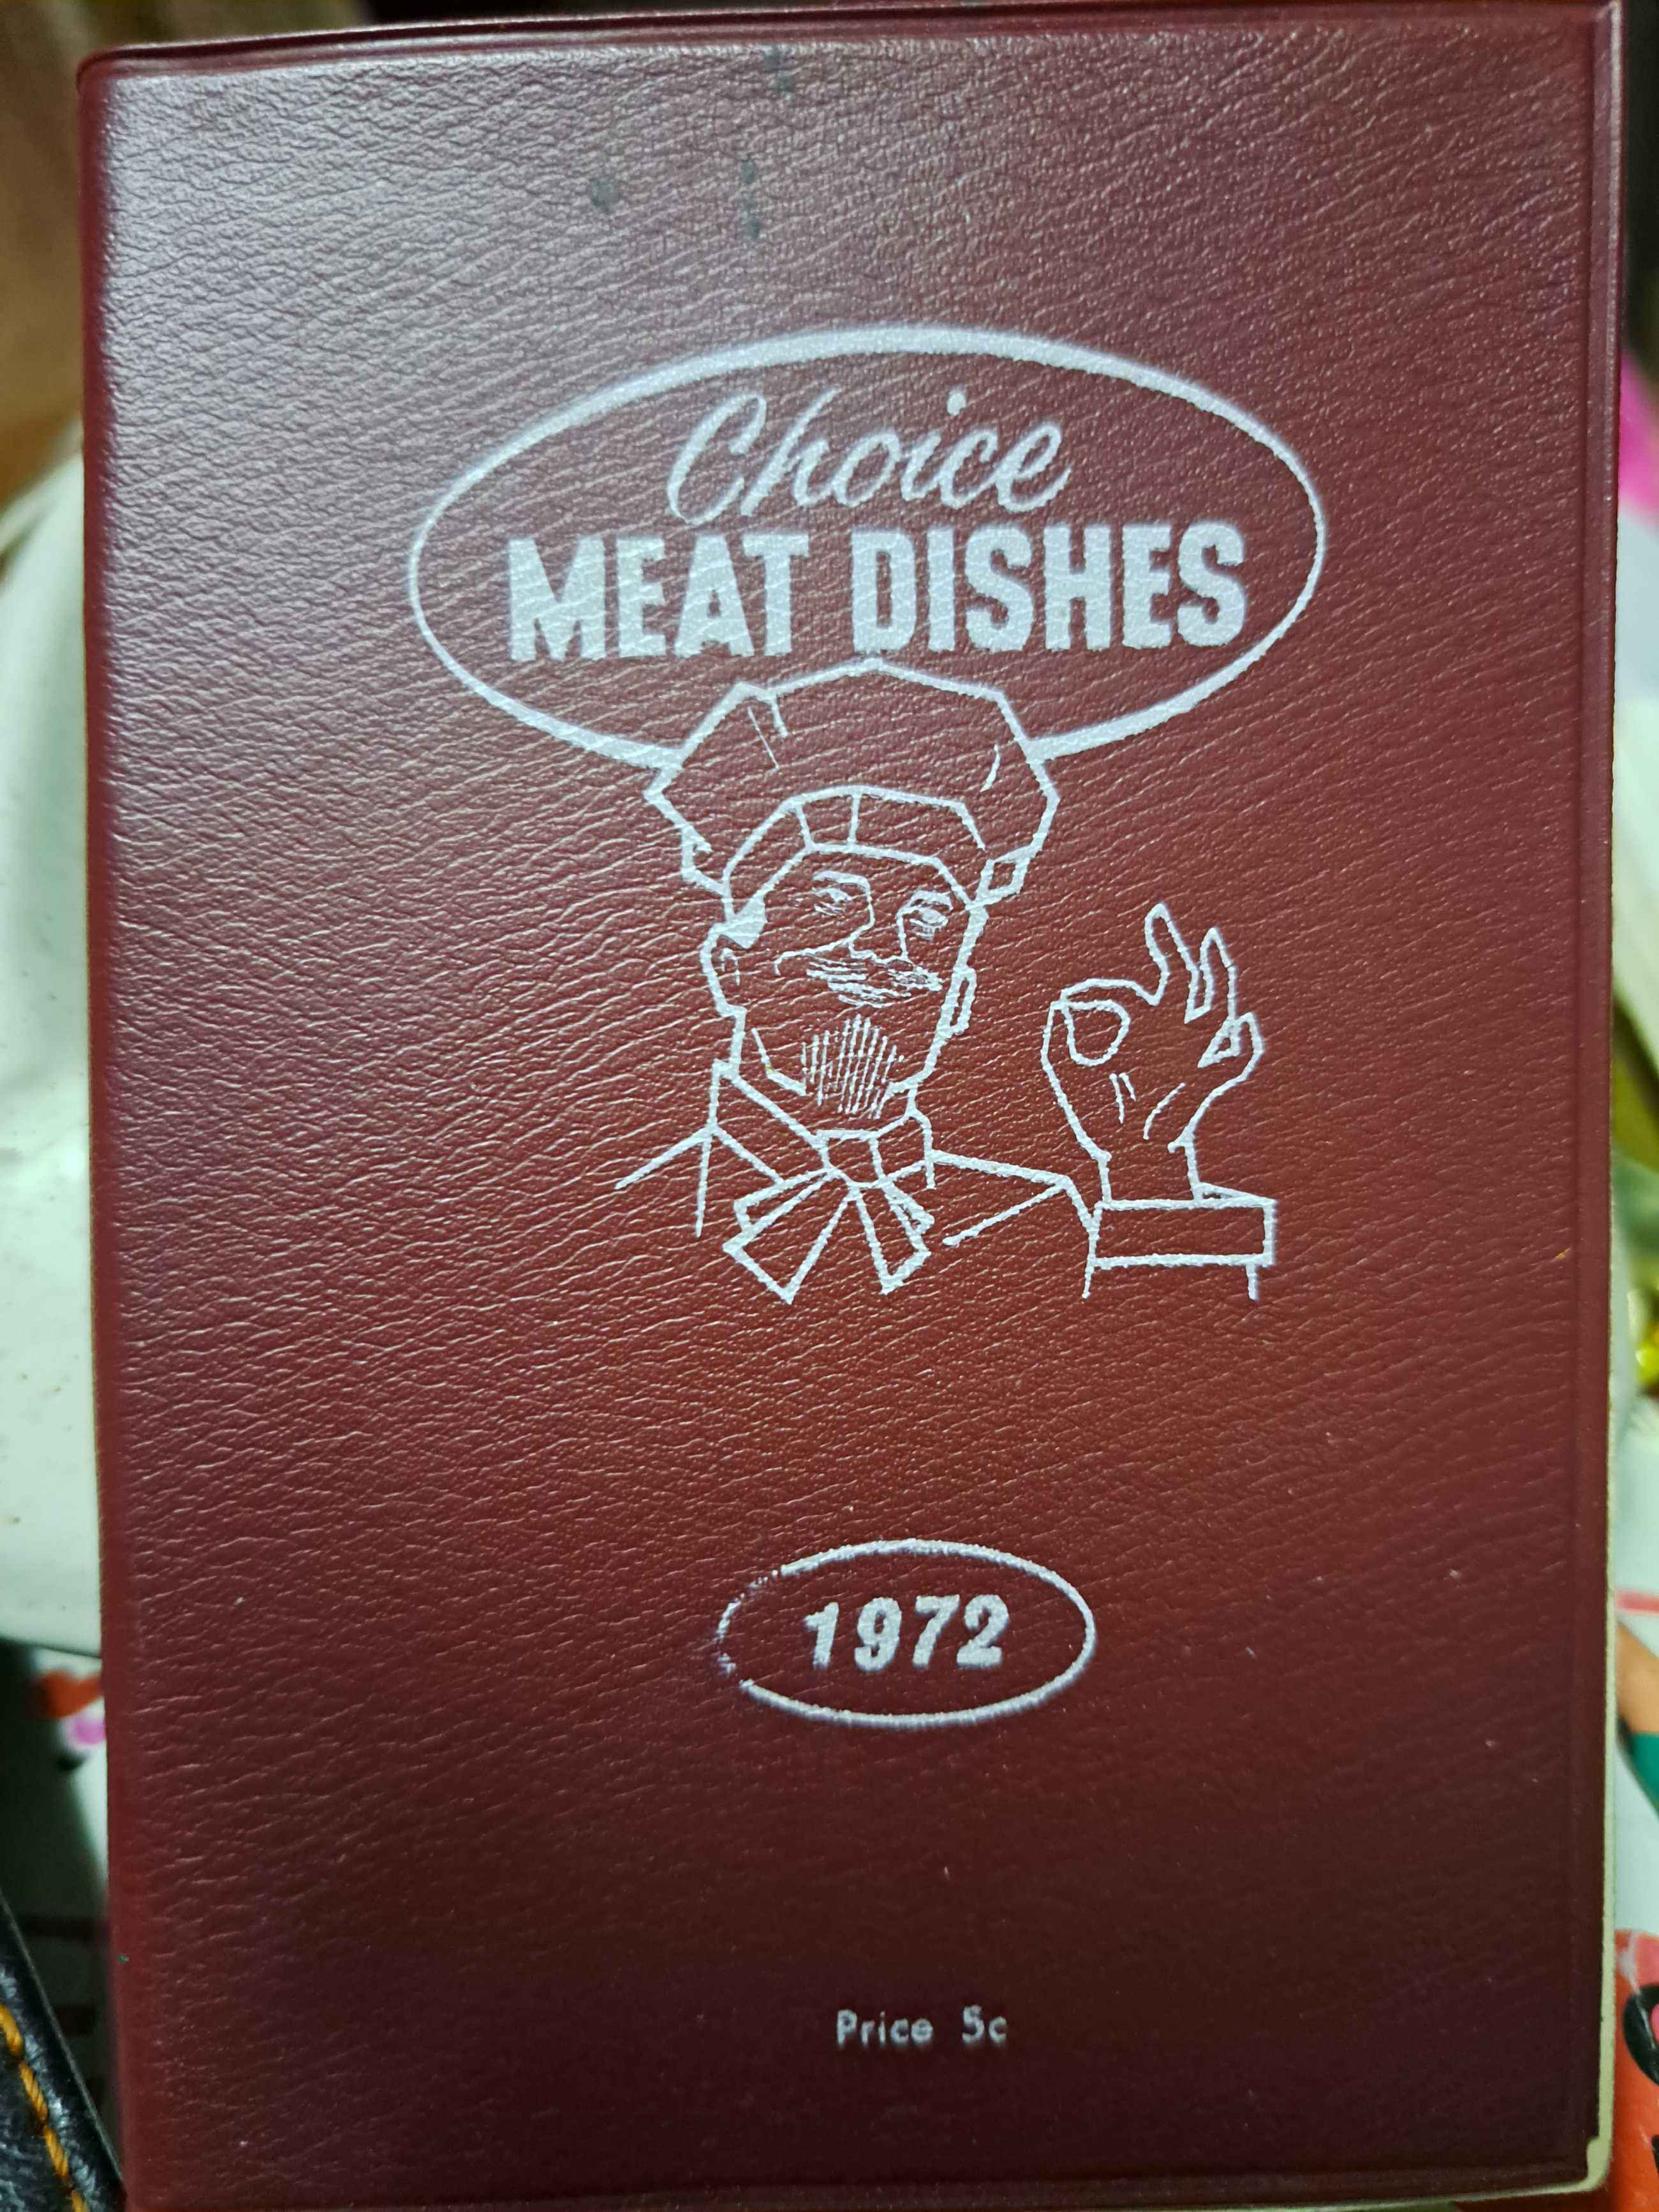 Choice
MEAT DISHES
1972
Price 5c